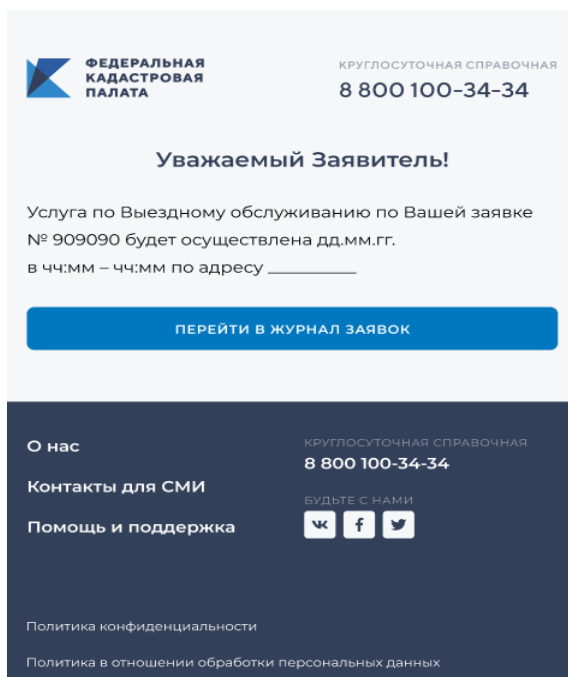 ФЕДЕРАЛЬНАЯ
КАДАСТРОВАЯ
ПАЛАТА
КРУГЛОСУТОЧНАЯ СПРАВОЧНАЯ
8 800 100-34-34
Уважаемый Заявитель!
Услуга по Выездному обслуживанию по Вашей заявке
№ 909090 будет осуществлена дд.мм.гг.
в чч:мм – чч:мм по адресу __________
ПЕРЕЙТИ В ЖУРНАЛ ЗАЯВОК
О нас
Контакты для СМИ
Помощь и поддержка
КРУГЛОСУТОЧНАЯ СПРАВОЧНАЯ
8 800 100-34-34
БУДЬТЕ С НАМИ
Политика конфиденциальности
Политика в отношении обработки персональных данных